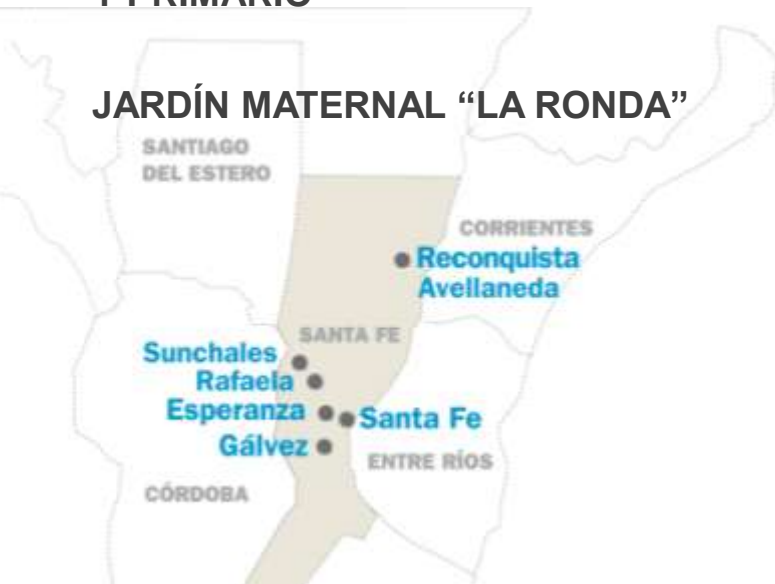 Y PRIMARIO
JARDÍN MATERNAL “LA RONDA”
SANTIAGO
DEL ESTERO
CORRIENTES
Reconquista
Avellaneda
SANTA FE
Sunchales
Rafaela
Esperanza
Santa Fe
Gálvez
ENTRE RÍOS
CÓRDOBA